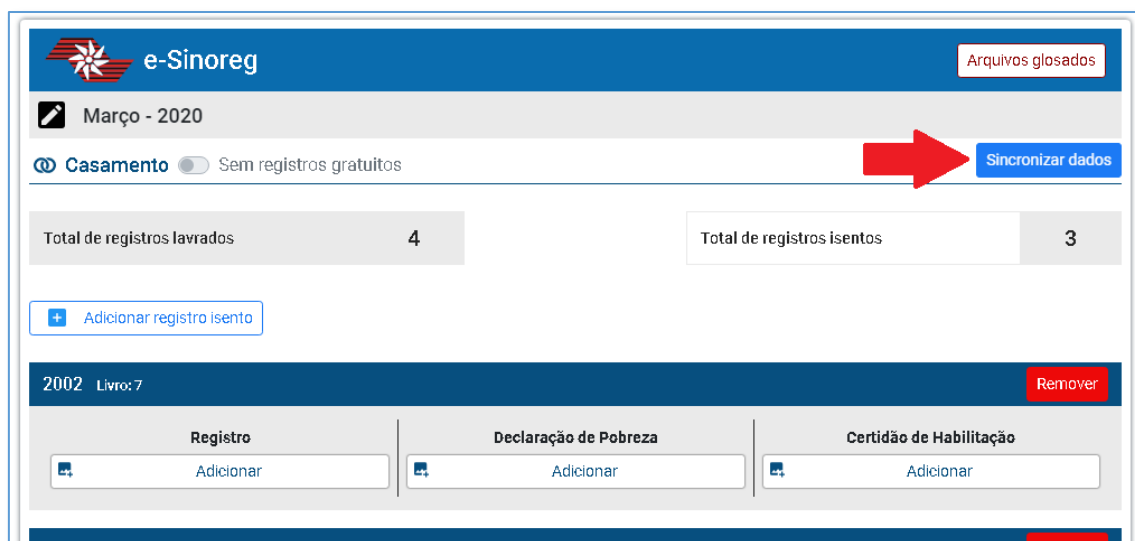 e-Sinoreg
Arquivos glosados
Março - 2020
Casamento Sem registros gratuitos
Sincronizar dados
Total de registros lavrados 4
Total de registros isentos 3
Adicionar registro isento
2002 Livro: 7
Remover
Registro Declaração de Pobreza Certidão de Habilitação
Adicionar Adicionar Adicionar